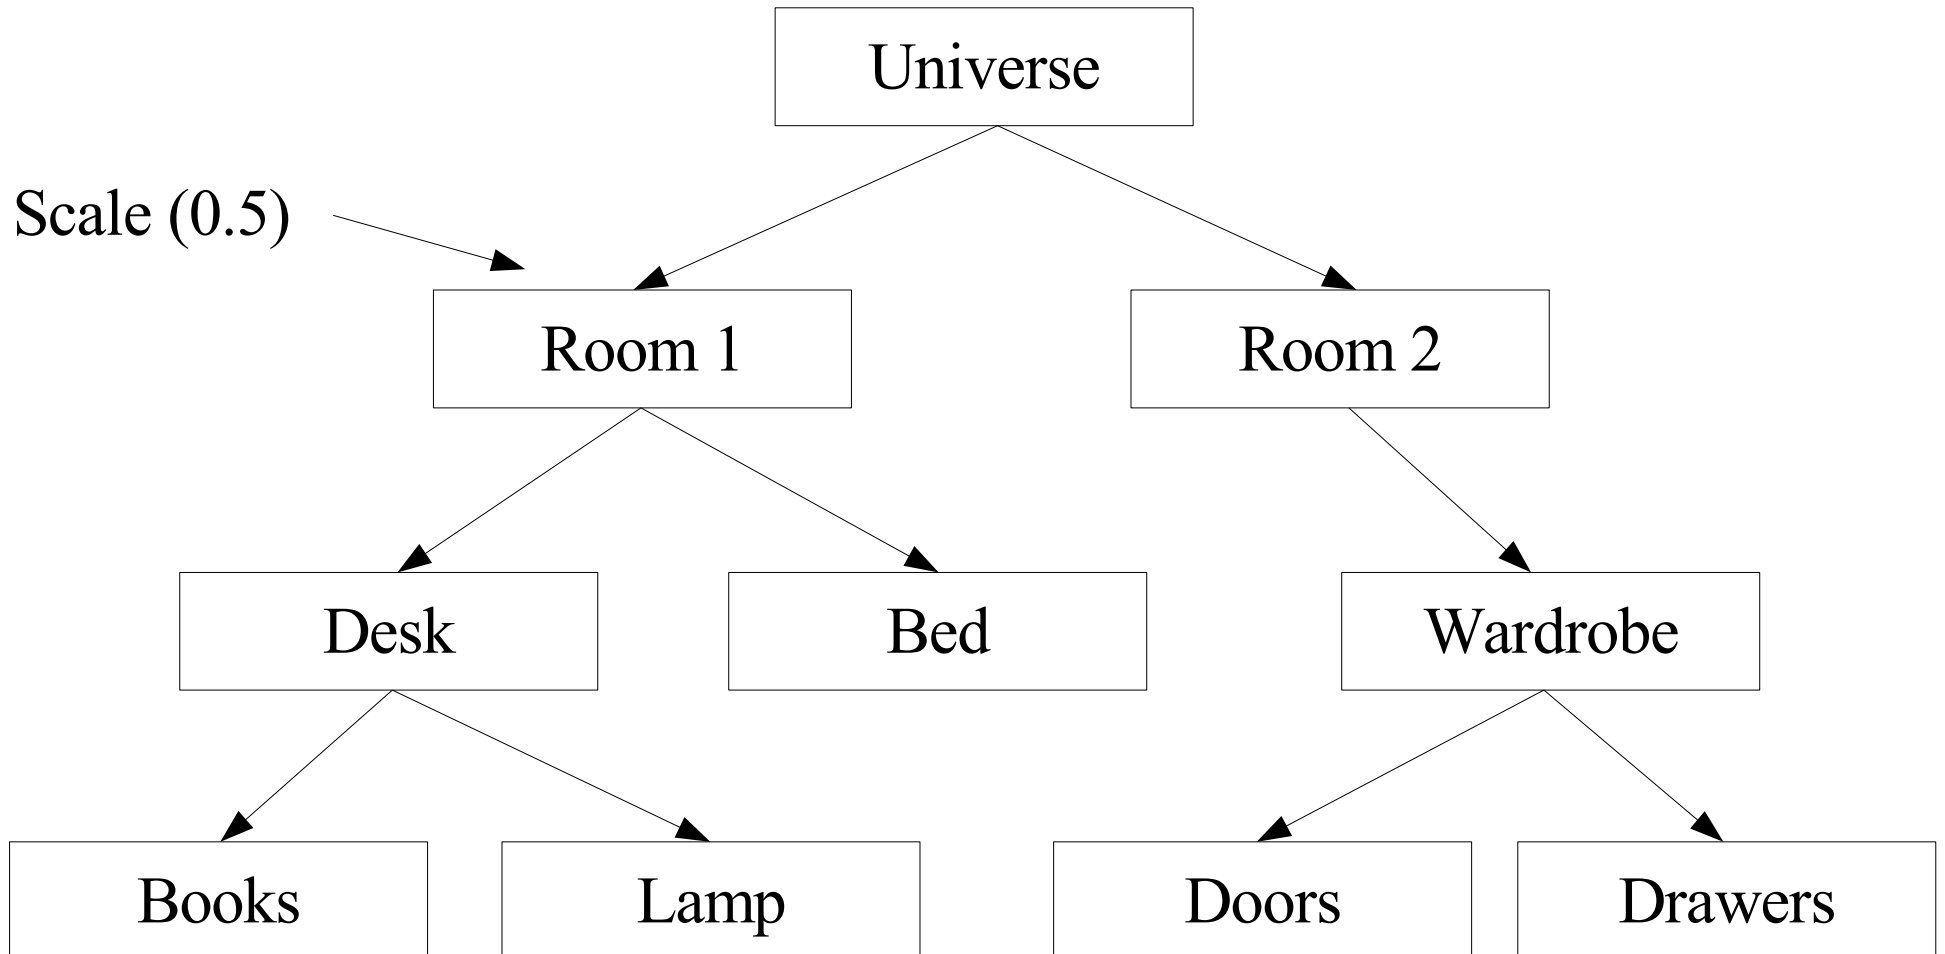 Universe
Scale (0.5)
Room 1
Room 2
Desk
Bed
Wardrobe
Books
Lamp
Doors
Drawers